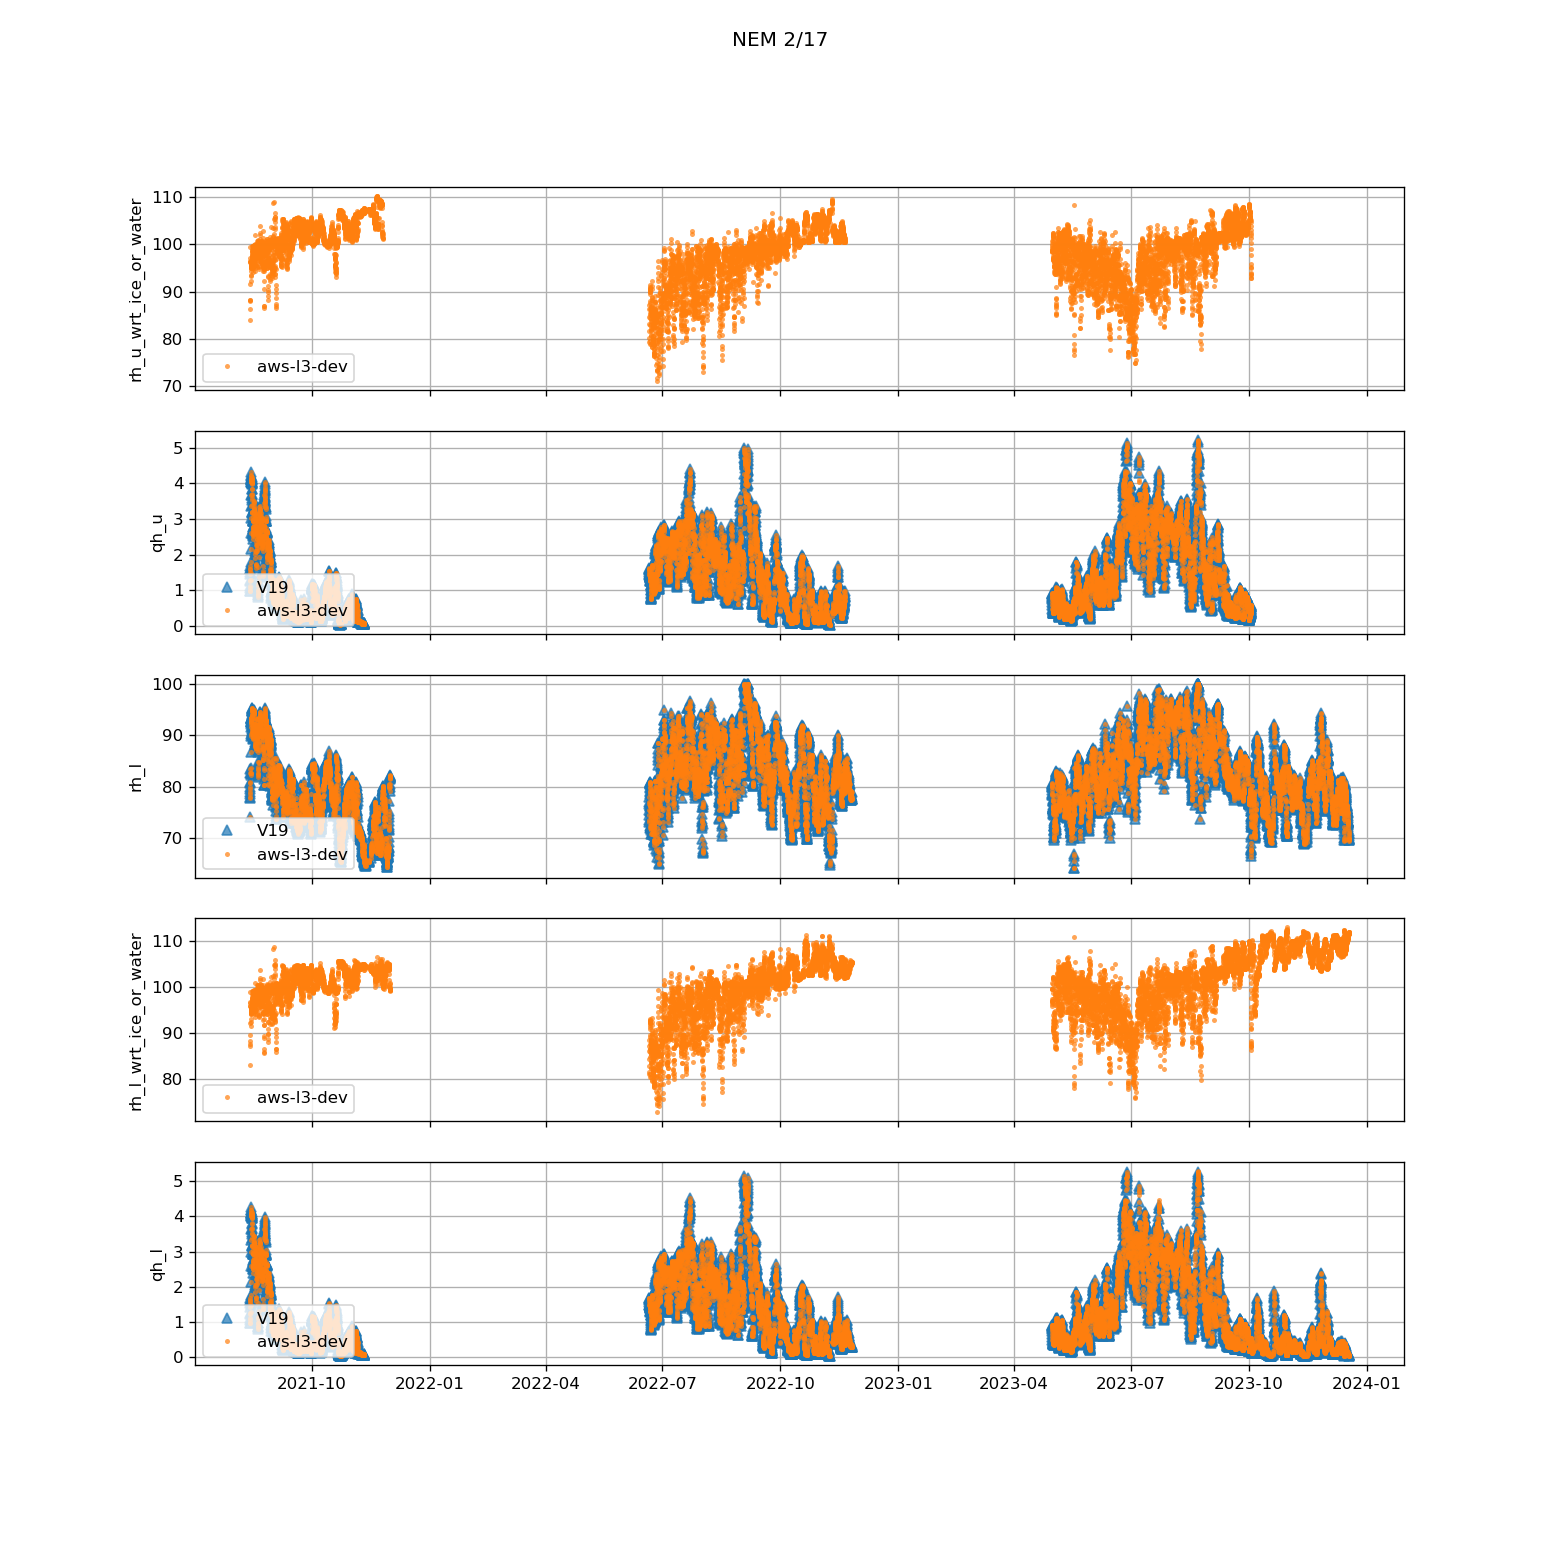 NEM 2/17
rh_u_wrt_ice_or_water
110
100
90
80
70
aws-l3-dev
qh_u
5
4
3
2
1
0
V19
aws-l3-dev
rh_l
100
90
80
70
V19
aws-l3-dev
rh_l_wrt_ice_or_water
110
100
90
80
aws-l3-dev
qh_l
5
4
3
2
1
0
V19
aws-l3-dev
2021-10 2022-01 2022-04 2022-07 2022-10 2023-01 2023-04 2023-07 2023-10 2024-01